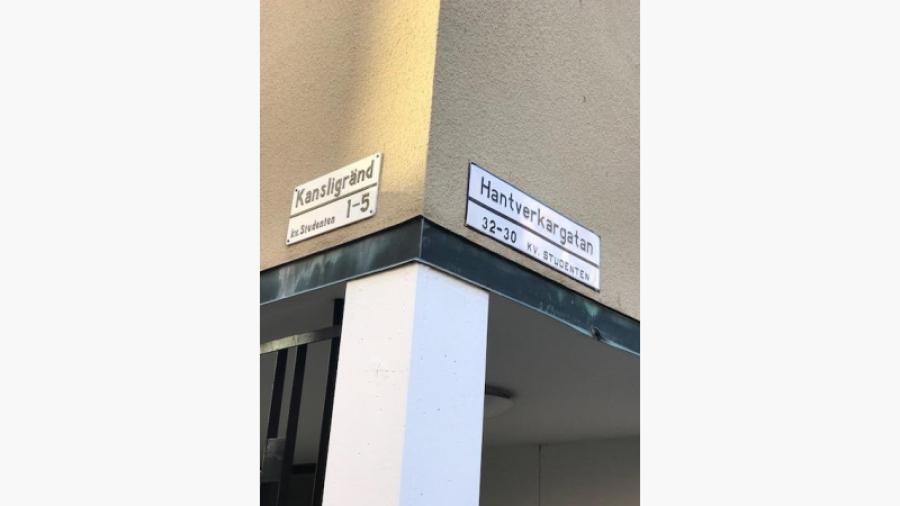 Kansligränd
kv. Studenten 1-5
Hantverkargatan
32-30 KV. STUDENTEN